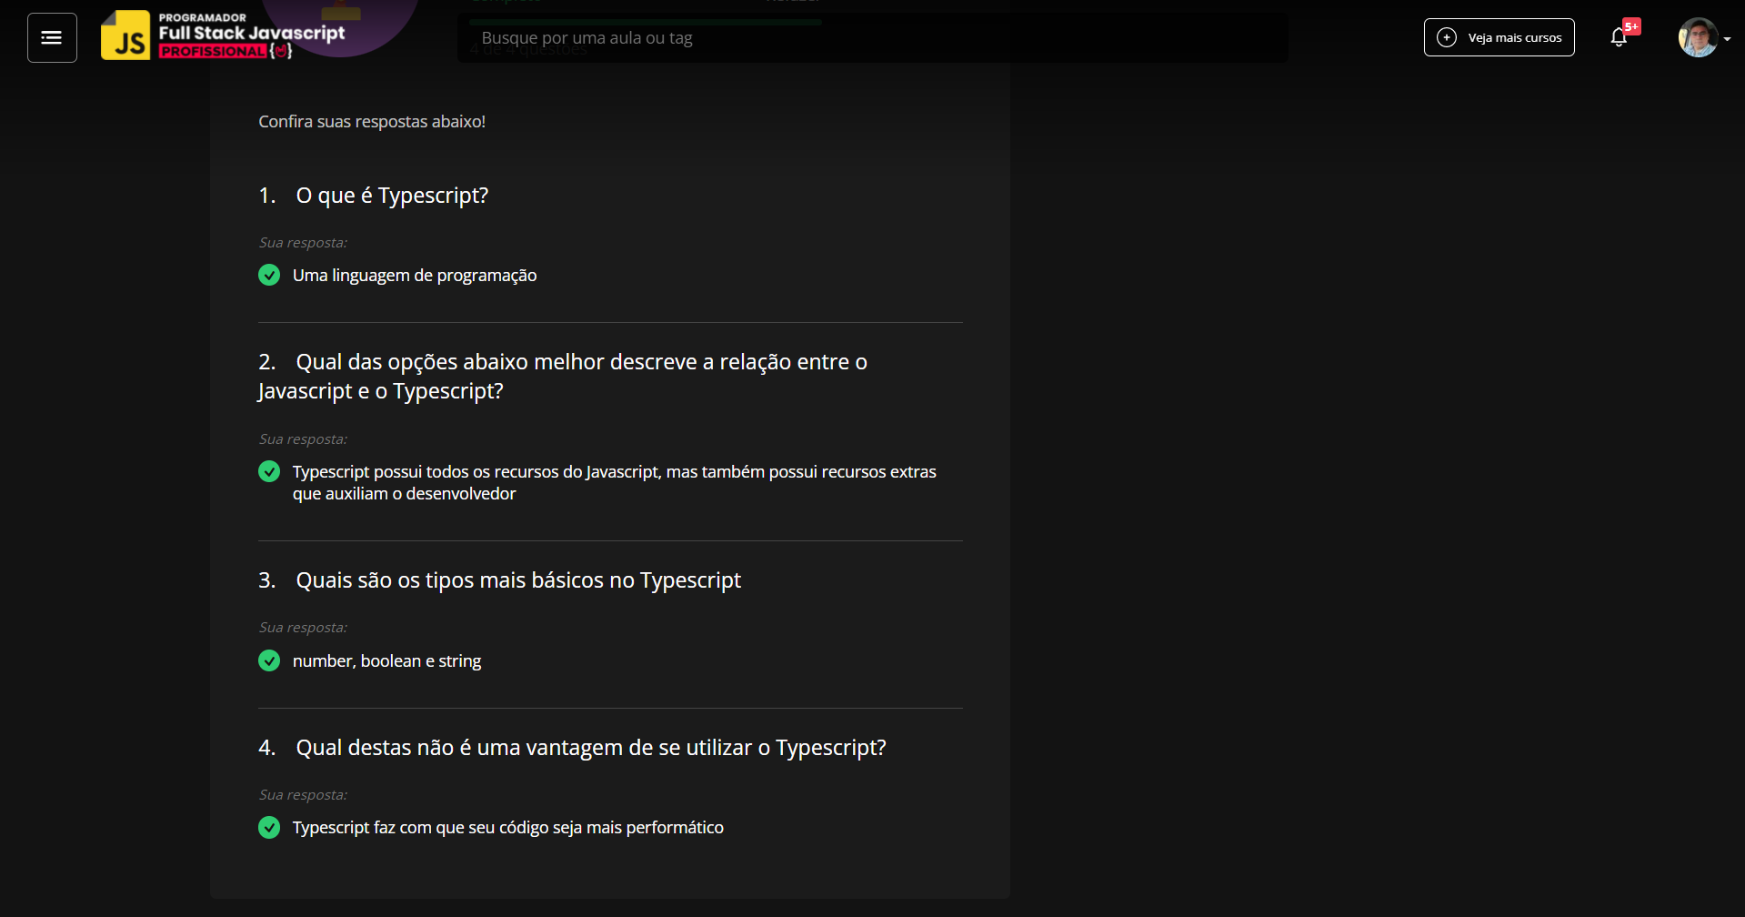 PROGRAMADOR
JS Full Stack Javascript
PROFISSIONAL
Busque por uma aula ou tag
4 de 4 questões
Veja mais cursos
5+
Confira suas respostas abaixo!
1. O que é Typescript?
Sua resposta:
Uma linguagem de programação
2. Qual das opções abaixo melhor descreve a relação entre o
Javascript e o Typescript?
Sua resposta:
Typescript possui todos os recursos do Javascript, mas também possui recursos extras
que auxiliam o desenvolvedor
3. Quais são os tipos mais básicos no Typescript
Sua resposta:
number, boolean e string
4. Qual destas não é uma vantagem de se utilizar o Typescript?
Sua resposta:
Typescript faz com que seu código seja mais performático